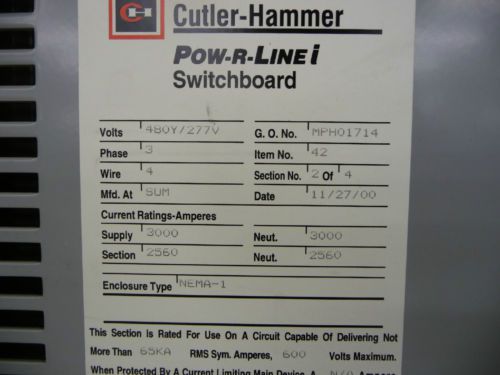 CH
Cutler-Hammer
POW-R-LINE i
Switchboard
Volts 480Y/277V G. O. No. MPH01714
Phase 3 Item No. 42
Wire 4 Section No. 2 Of 4
Mfd. At SUM Date 11/27/00
Current Ratings-Amperes
Supply 3000 Neut. 3000
Section 2560 Neut. 2560
Enclosure Type NEMA-1
This Section is Rated For Use On A Circuit Capable Of Delivering Not
More Than 65KA RMS Sym. Amperes, 600 Volts Maximum.
When Protected By A Current Limiting Main Device, A N/A Ampere